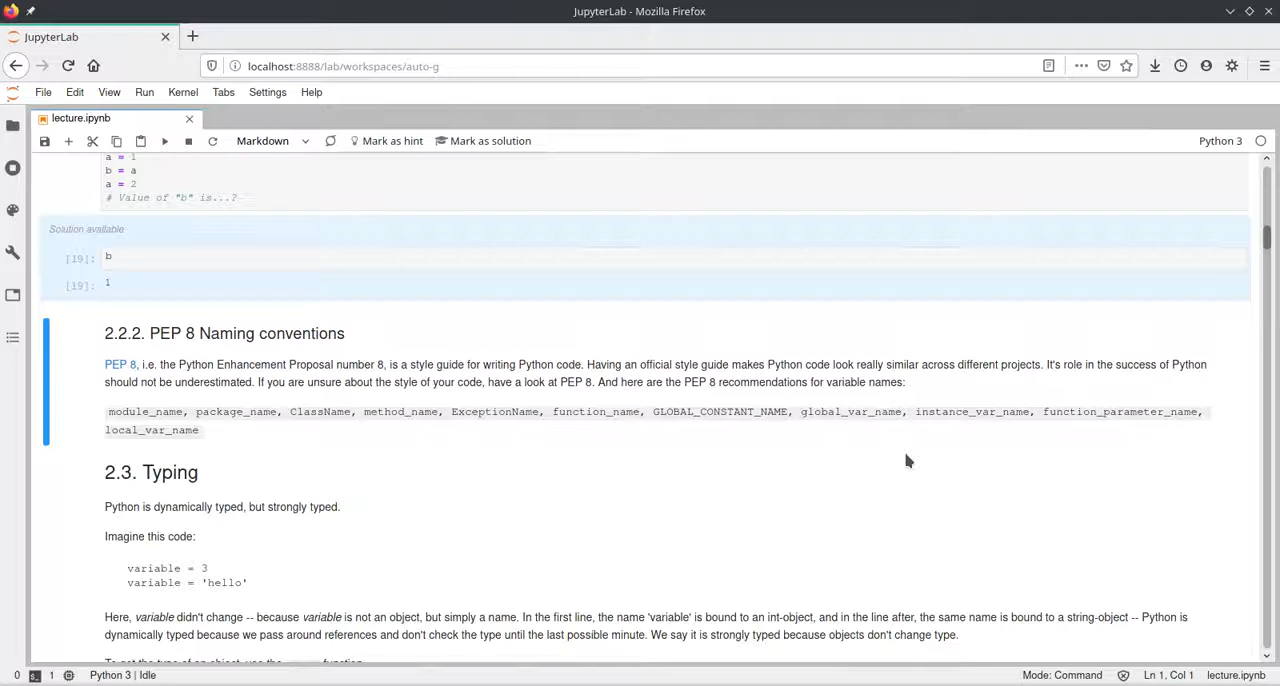 JupyterLab - Mozilla Firefox
JupyterLab
localhost:8888/lab/workspaces/auto-g
File Edit View Run Kernel Tabs Settings Help
lecture.ipynb
Markdown Mark as hint Mark as solution Python 3
a = 1
b = a
a = 2
# Value of "b" is...?
Solution available
[19]: b
[19]: 1
2.2.2. PEP 8 Naming conventions
PEP 8, i.e. the Python Enhancement Proposal number 8, is a style guide for writing Python code. Having an official style guide makes Python code look really similar across different projects. It's role in the success of Python
should not be underestimated. If you are unsure about the style of your code, have a look at PEP 8. And here are the PEP 8 recommendations for variable names:
module_name, package_name, ClassName, method_name, ExceptionName, function_name, GLOBAL_CONSTANT_NAME, global_var_name, instance_var_name, function_parameter_name,
local_var_name
2.3. Typing
Python is dynamically typed, but strongly typed.
Imagine this code:
variable = 3
variable = 'hello'
Here, variable didn't change -- because variable is not an object, but simply a name. In the first line, the name 'variable' is bound to an int-object, and in the line after, the same name is bound to a string-object -- Python is
dynamically typed because we pass around references and don't check the type until the last possible minute. We say it is strongly typed because objects don't change type.
0 1 Python 3 | Idle Mode: Command Ln 1, Col 1 lecture.ipynb